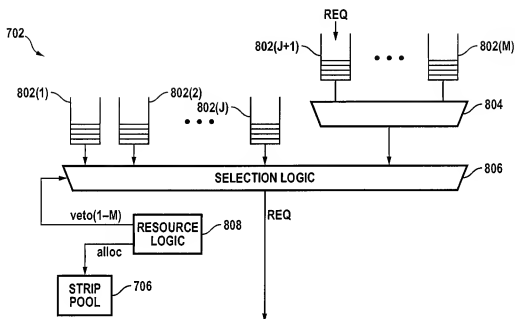 REQ
702
802(J+1)
802(M)
802(1)
802(2)
802(J)
804
SELECTION LOGIC
806
veto(1–M)
REQ
RESOURCE
LOGIC
808
alloc
STRIP
POOL
706